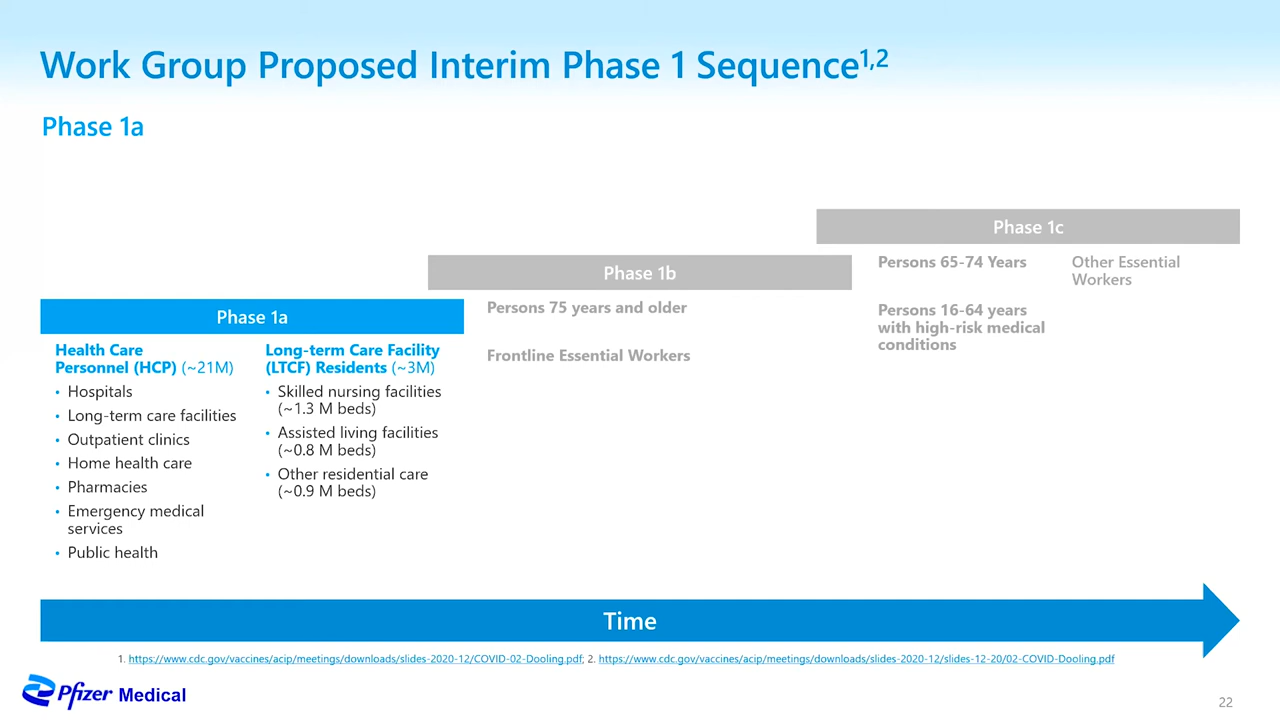 Work Group Proposed Interim Phase 1 Sequence1,2
Phase 1a
Phase 1a
Health Care
Personnel (HCP) (~21M)
• Hospitals
• Long-term care facilities
• Outpatient clinics
• Home health care
• Pharmacies
• Emergency medical
services
• Public health
Long-term Care Facility
(LTCF) Residents (~3M)
• Skilled nursing facilities
(~1.3 M beds)
• Assisted living facilities
(~0.8 M beds)
• Other residential care
(~0.9 M beds)
Phase 1b
Persons 75 years and older
Frontline Essential Workers
Phase 1c
Persons 65-74 Years
Persons 16-64 years
with high-risk medical
conditions
Other Essential
Workers
Time
1. https://www.cdc.gov/vaccines/acip/meetings/downloads/slides-2020-12/COVID-02-Dooling.pdf; 2. https://www.cdc.gov/vaccines/acip/meetings/downloads/slides-2020-12/slides-12-20/02-COVID-Dooling.pdf
Pfizer Medical
22